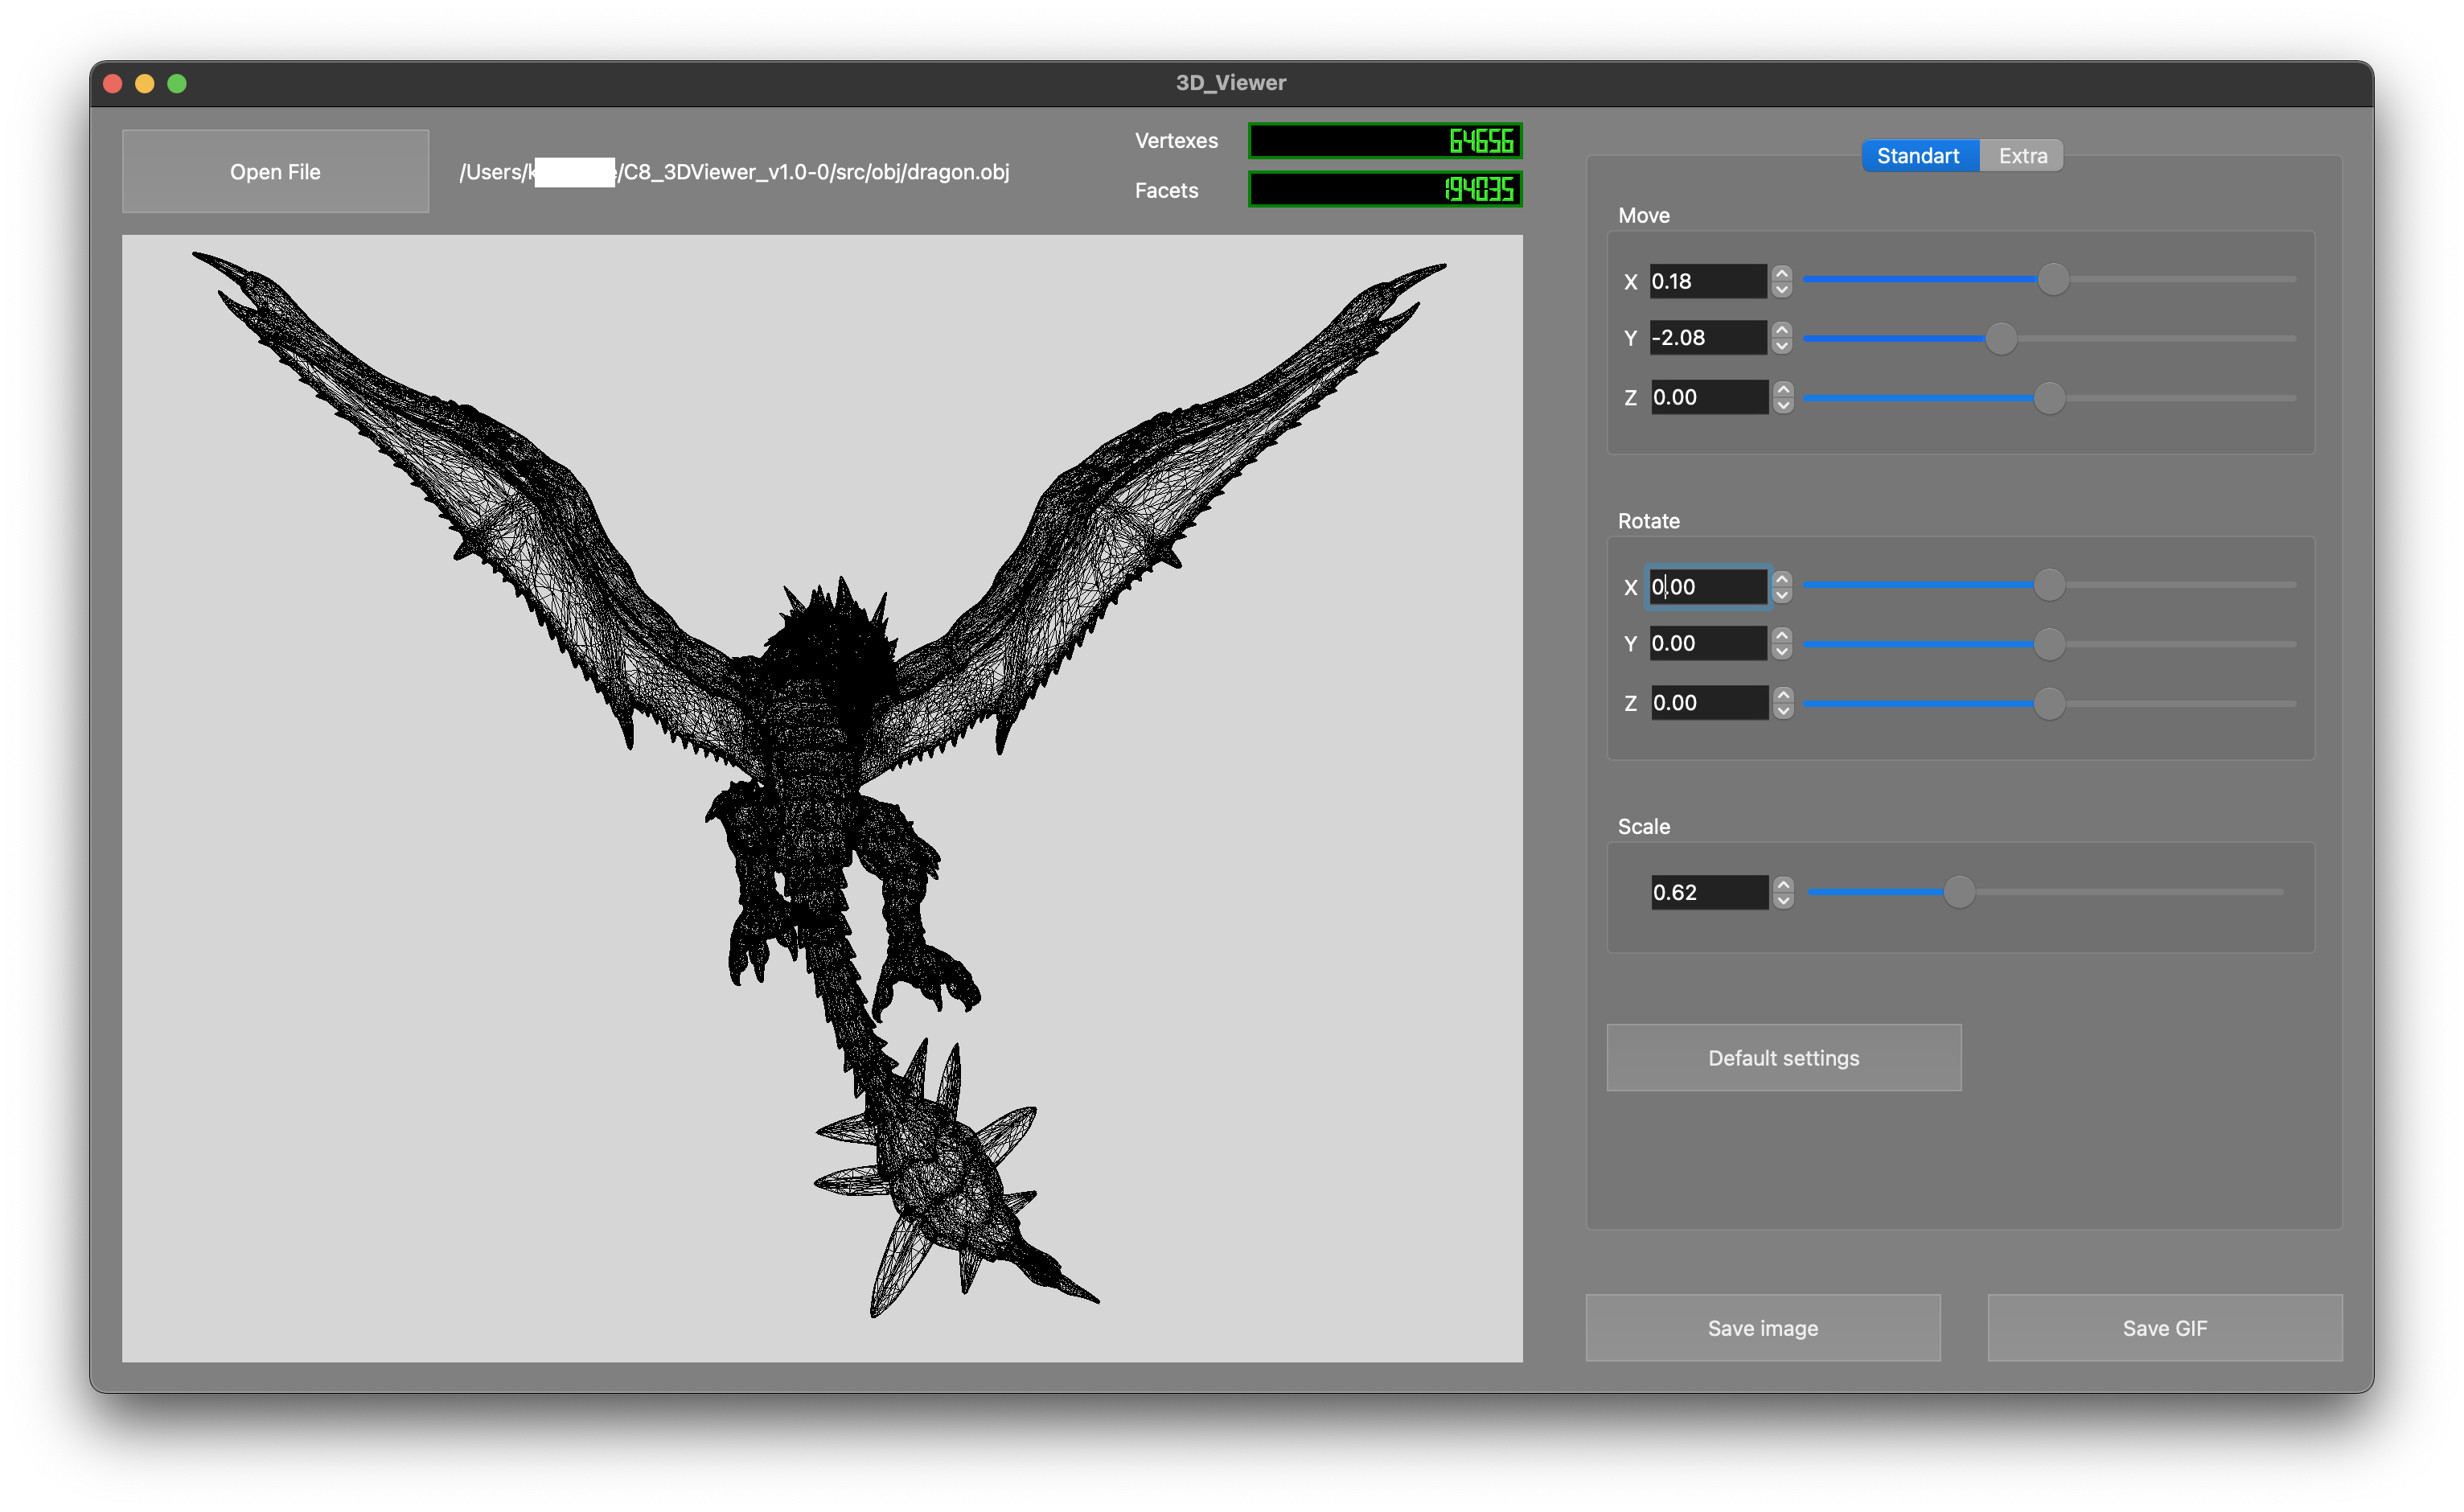 3D_Viewer
Open File
/Users/k e/C8_3DViewer_v1.0-0/src/obj/dragon.obj
Vertexes 64656
Facets 194035
Standart Extra
Move
X 0.18
Y -2.08
Z 0.00
Rotate
X 0.00
Y 0.00
Z 0.00
Scale
0.62
Default settings
Save image Save GIF